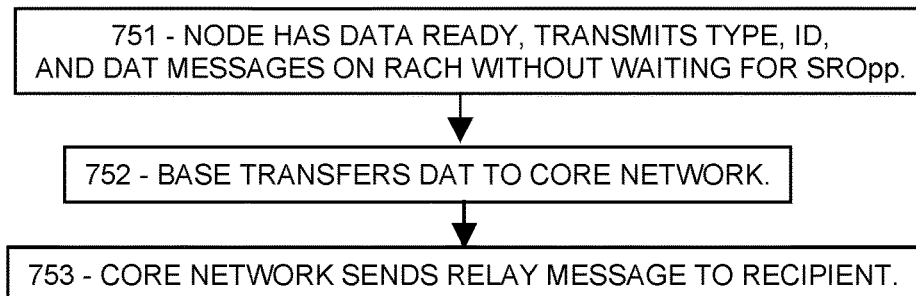 751 - NODE HAS DATA READY, TRANSMITS TYPE, ID,
AND DAT MESSAGES ON RACH WITHOUT WAITING FOR SROpp.
752 - BASE TRANSFERS DAT TO CORE NETWORK.
753 - CORE NETWORK SENDS RELAY MESSAGE TO RECIPIENT.